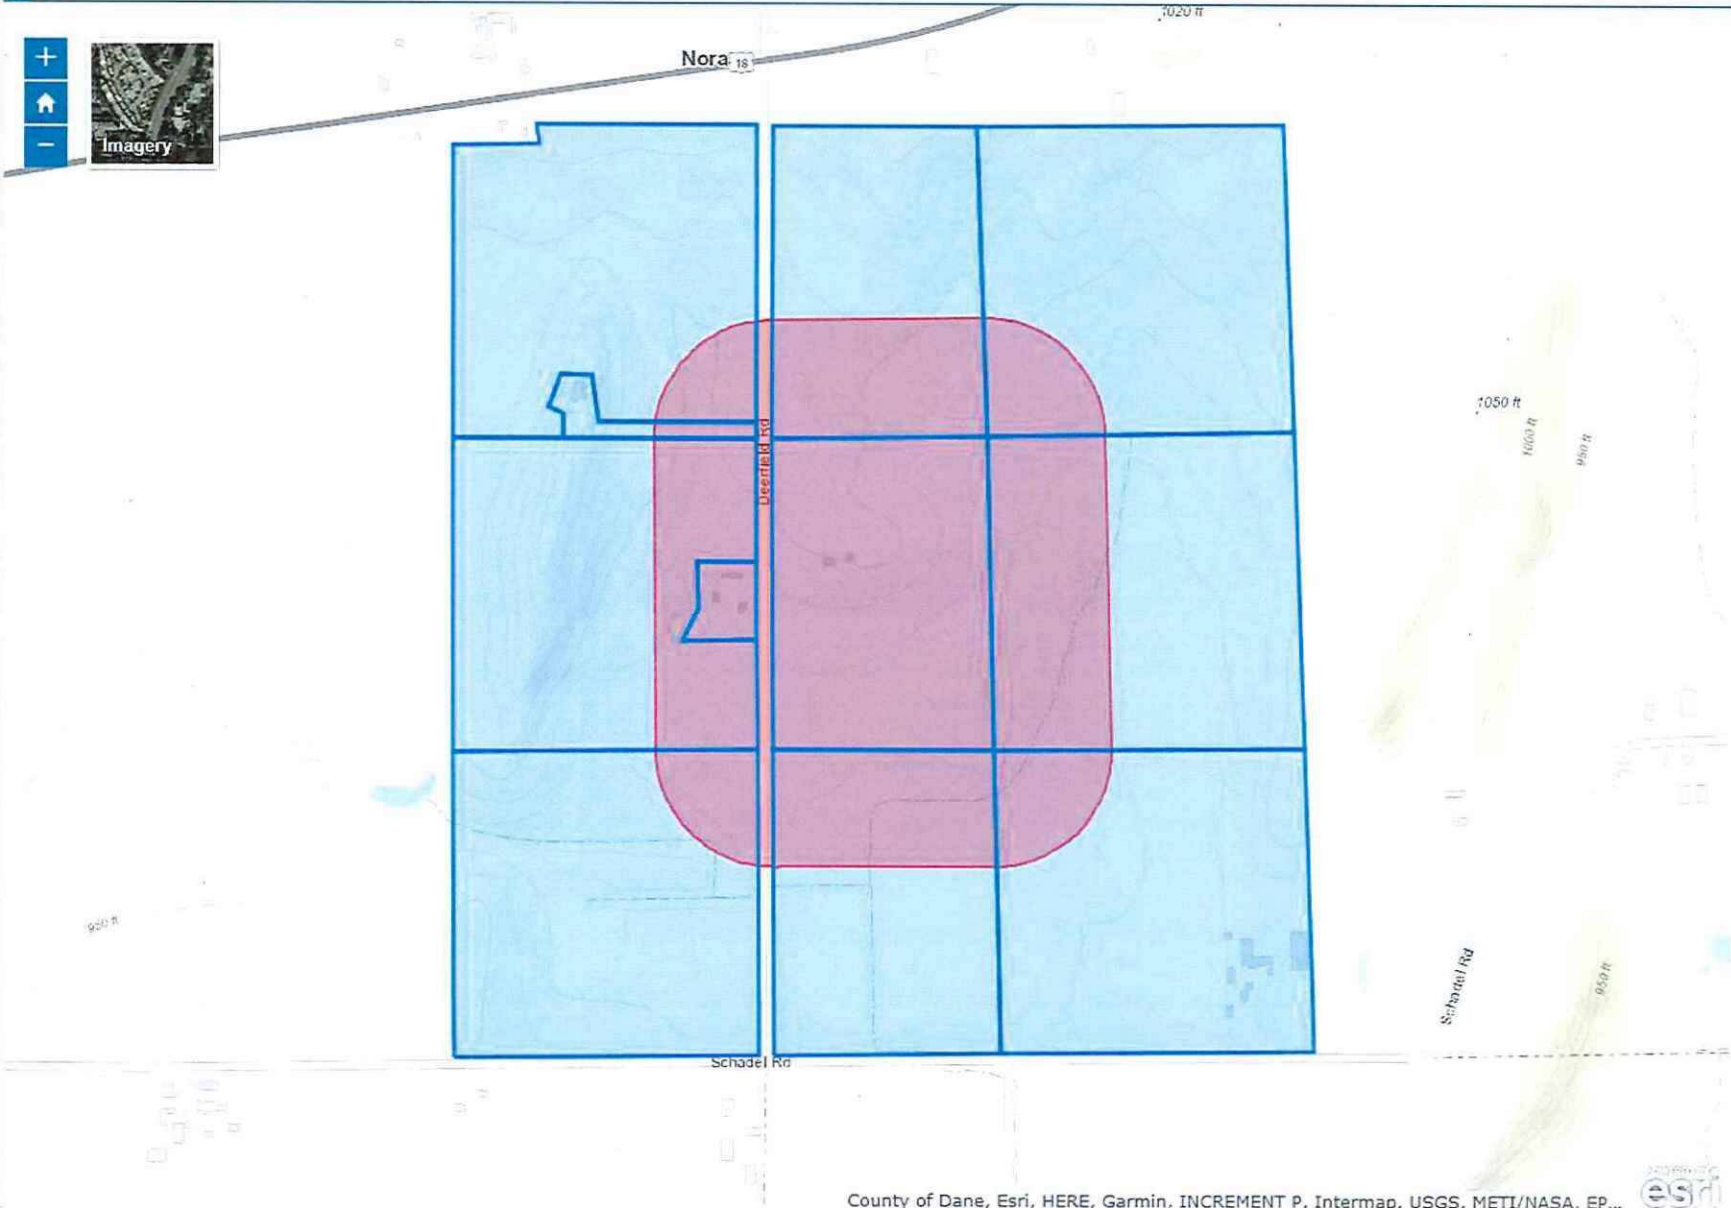 1020 ft
+
Nora 18
Imagery
−
1050 ft
1000 ft
950 ft
Deerfield Rd
950 ft
Schadel Rd
950 ft
Schadel Rd
County of Dane, Esri, HERE, Garmin, INCREMENT P, Intermap, USGS, METI/NASA, EP...
esri